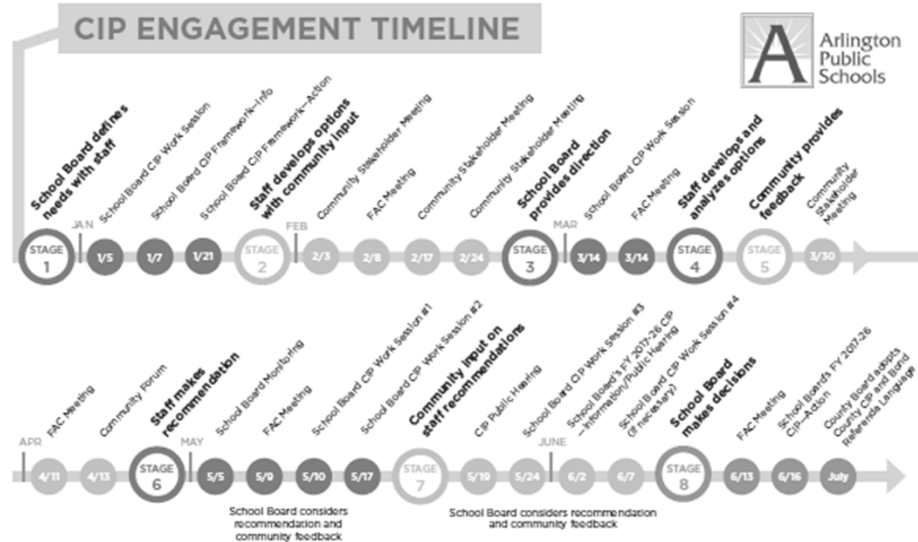 CIP ENGAGEMENT TIMELINE
A
Arlington
Public
Schools
School Board defines
needs with staff
School Board CIP Work Session
School Board CIP Framework–Info
School Board CIP Framework–Action
Staff develops options
with community input
Community Stakeholder Meeting
FAC Meeting
Community Stakeholder Meeting
Community Stakeholder Meeting
School Board
provides direction
School Board CIP Work Session
FAC Meeting
Staff develops and
analyzes options
Community provides
feedback
Community
Stakeholder
Meeting
JAN
FEB
MAR
STAGE
1
1/5
1/7
1/21
STAGE
2
2/3
2/8
2/17
2/24
STAGE
3
3/14
3/14
STAGE
4
STAGE
5
3/30
FAC Meeting
Community Forum
Staff makes
recommendation
School Board Monitoring
FAC Meeting
School Board CIP Work Session #1
School Board CIP Work Session #2
Community input on
staff recommendations
CIP Public Hearing
School Board CIP Work Session #3
School Board's FY 2017-26 CIP
–Information/Public Hearing
School Board CIP Work Session #4
(if necessary)
School Board
makes decisions
FAC Meeting
School Board's FY 2017-26
CIP–Action
County Board adopts
County CIP and Bond
Referenda Language
APR
MAY
JUNE
4/11
4/13
STAGE
6
5/5
5/9
5/10
5/17
STAGE
7
5/19
5/24
6/2
6/7
STAGE
8
6/13
6/16
July
School Board considers
recommendation and
community feedback
School Board considers recommendation
and community feedback